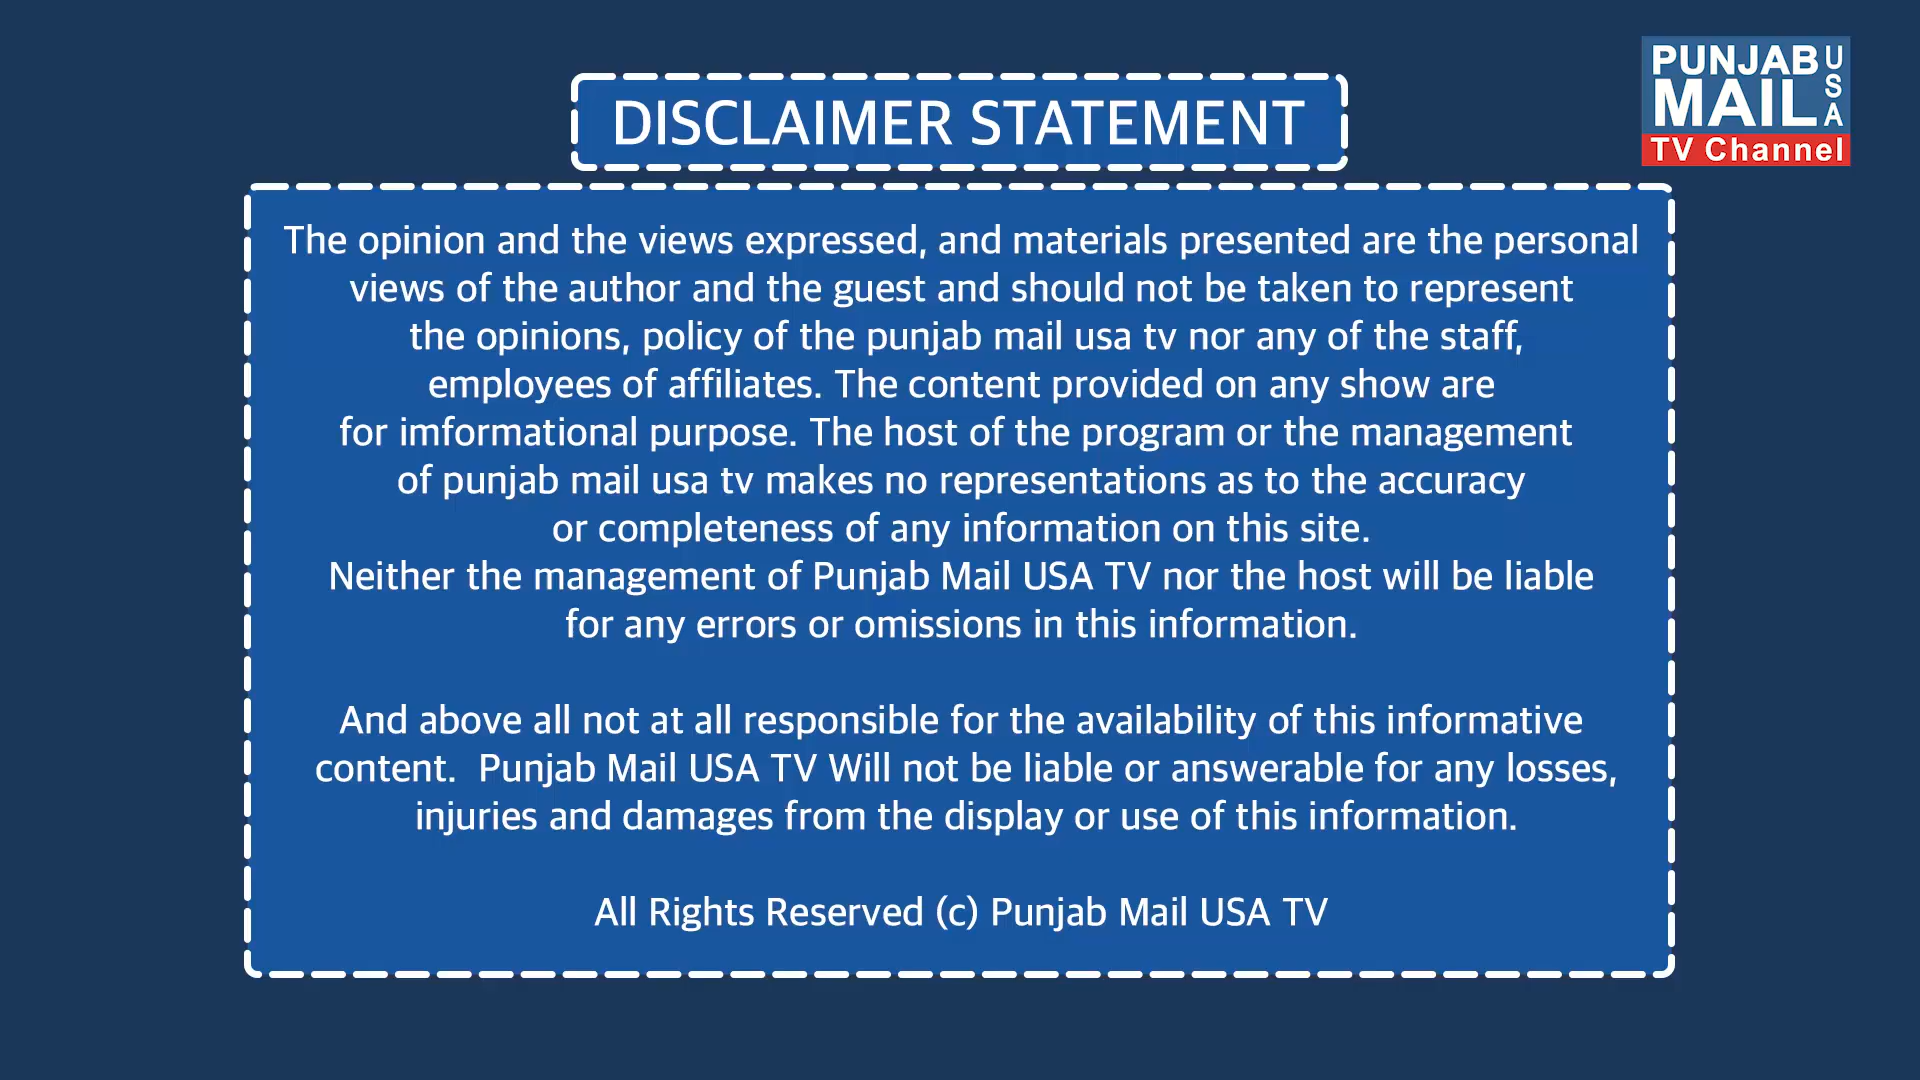 PUNJAB USA
MAIL
TV Channel
DISCLAIMER STATEMENT
The opinion and the views expressed, and materials presented are the personal
views of the author and the guest and should not be taken to represent
the opinions, policy of the punjab mail usa tv nor any of the staff,
employees of affiliates. The content provided on any show are
for imformational purpose. The host of the program or the management
of punjab mail usa tv makes no representations as to the accuracy
or completeness of any information on this site.
Neither the management of Punjab Mail USA TV nor the host will be liable
for any errors or omissions in this information.
And above all not at all responsible for the availability of this informative
content.  Punjab Mail USA TV Will not be liable or answerable for any losses,
injuries and damages from the display or use of this information.
All Rights Reserved (c) Punjab Mail USA TV